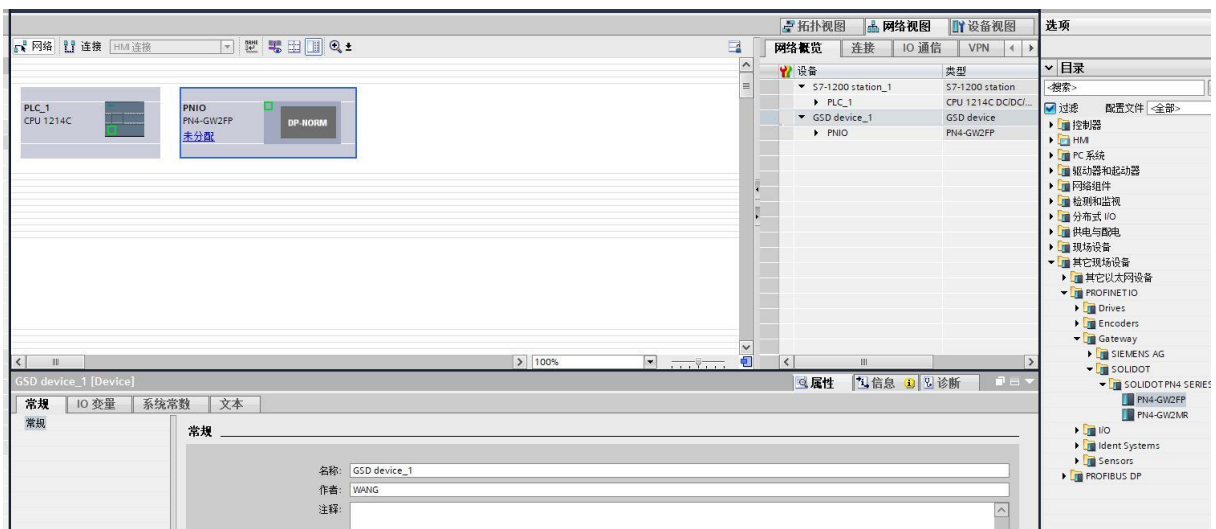 拓扑视图 网络视图 设备视图 选项
网络 连接 HMI 连接
网络概览 连接 IO 通信 VPN
目录
设备 类型
S7-1200 station_1 S7-1200 station
PLC_1 CPU 1214C DC/DC/...
GSD device_1 GSD device
PNIO PN4-GW2FP
PLC_1
CPU 1214C
PNIO
PN4-GW2FP
未分配
DP-NORM
<搜索>
过滤 配置文件 <全部>
控制器
HMI
PC 系统
驱动器和起动器
网络组件
检测和监视
分布式 I/O
供电与配电
现场设备
其它现场设备
其它以太网设备
PROFINET IO
Drives
Encoders
Gateway
SIEMENS AG
SOLIDOT
SOLIDOT PN4 SERIES
PN4-GW2FP
PN4-GW2MR
I/O
Ident Systems
Sensors
PROFIBUS DP
100%
GSD device_1 [Device]
属性 信息 诊断
常规 IO 变量 系统常数 文本
常规
常规
名称: GSD device_1
作者: WANG
注释: